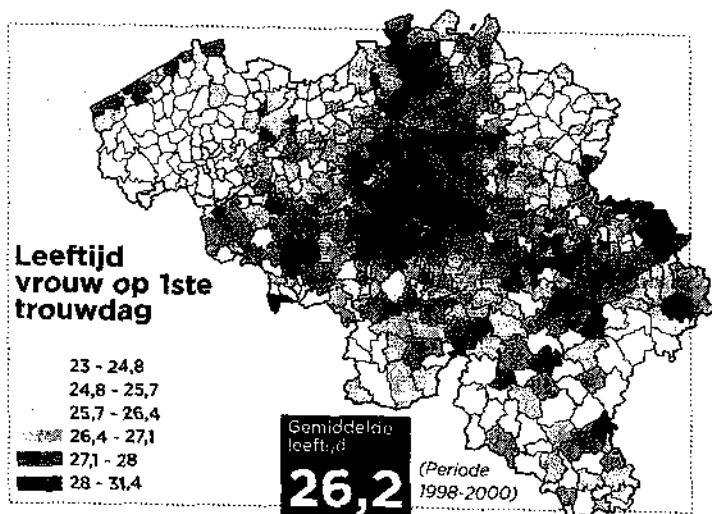 Leeftijd
vrouw op 1ste
trouwdag
23 - 24,8
24,8 - 25,7
25,7 - 26,4
26,4 - 27,1
27,1 - 28
28 - 31,4
Gemiddelde
leeftijd
26,2
(Periode
1998-2000)